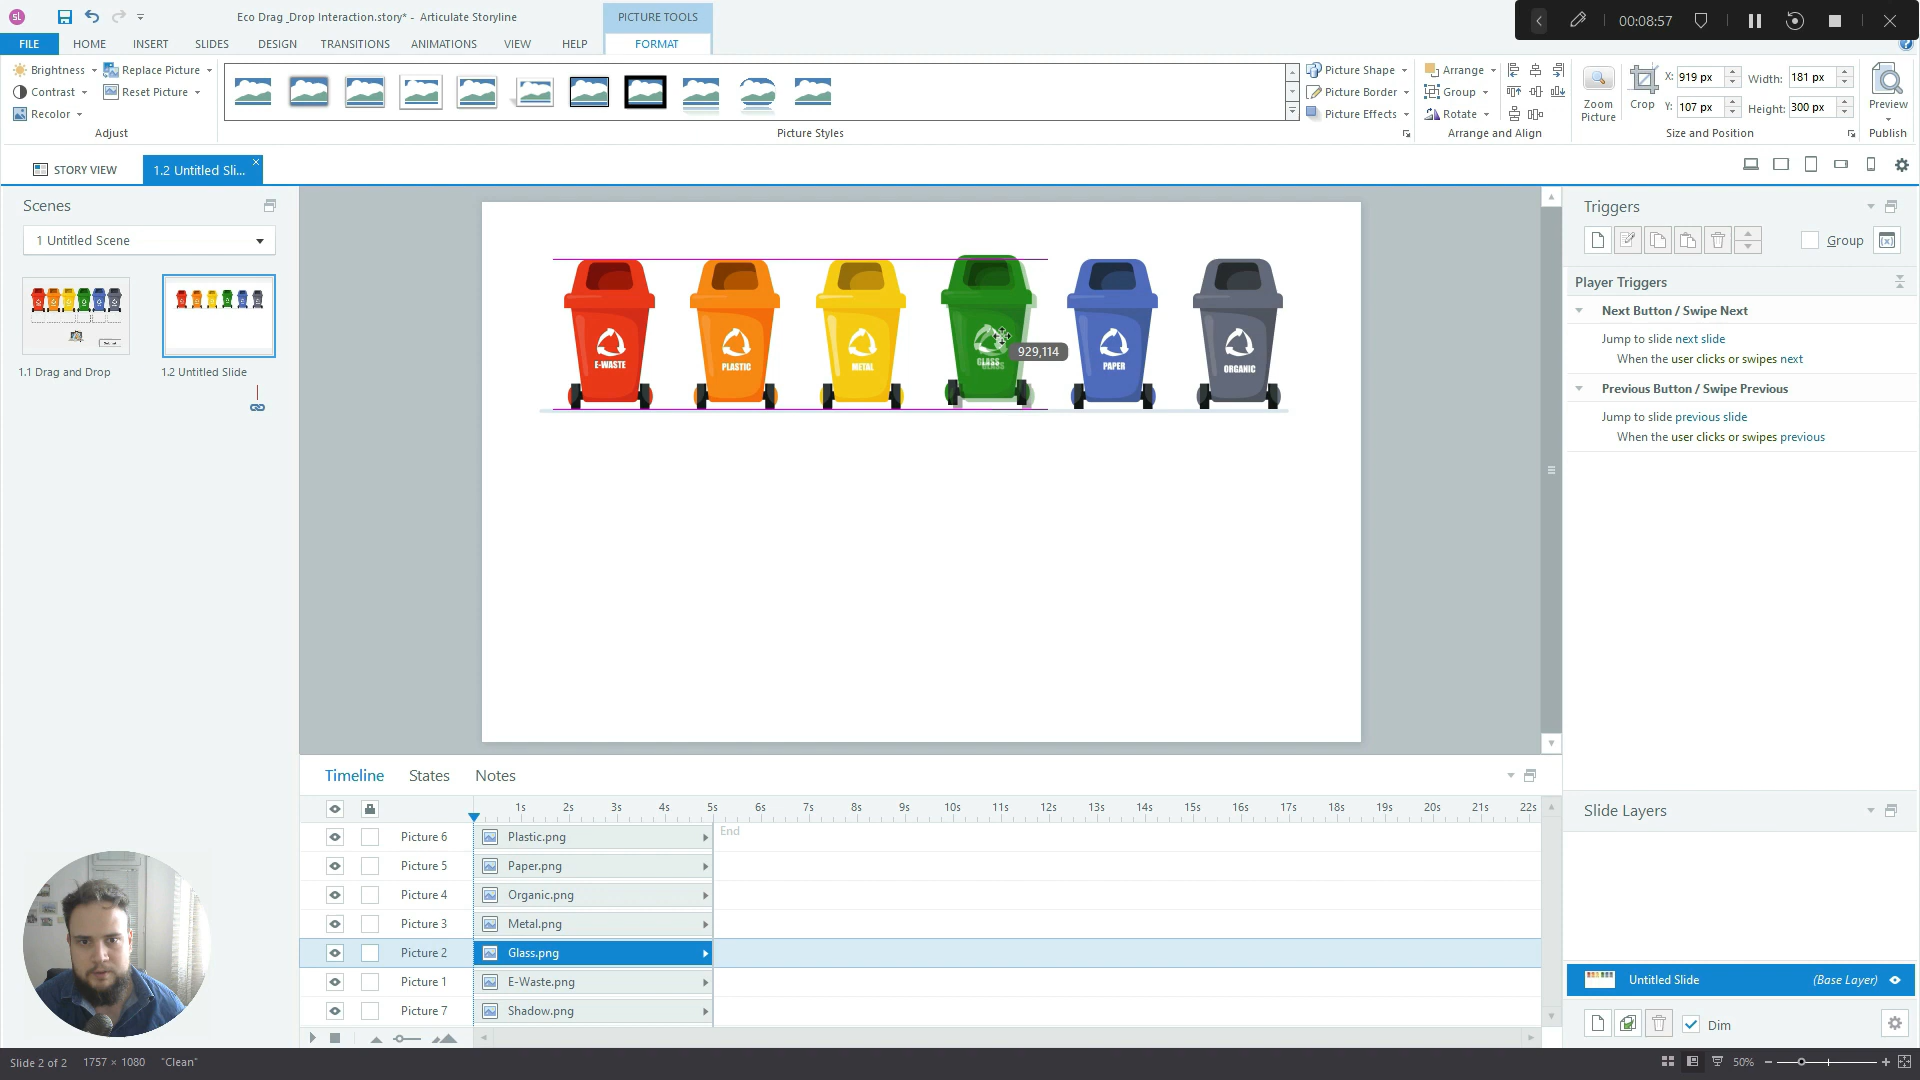 Eco Drag _Drop Interaction.story* - Articulate Storyline
PICTURE TOOLS
00:08:57
FILE HOME INSERT SLIDES DESIGN TRANSITIONS ANIMATIONS VIEW HELP FORMAT
Brightness
Replace Picture
Contrast
Reset Picture
Recolor
Adjust
Picture Styles
Picture Shape
Picture Border
Picture Effects
Arrange
Group
Rotate
Arrange and Align
Zoom Picture
Crop
X: 919 px
Y: 107 px
Width: 181 px
Height: 300 px
Size and Position
Preview
Publish
STORY VIEW
1.2 Untitled Sli...
Scenes
1 Untitled Scene
1.1 Drag and Drop
1.2 Untitled Slide
E-WASTE
PLASTIC
METAL
GLASS
GLASS
PAPER
ORGANIC
929,114
Triggers
Group
Player Triggers
Next Button / Swipe Next
Jump to slide next slide
When the user clicks or swipes next
Previous Button / Swipe Previous
Jump to slide previous slide
When the user clicks or swipes previous
Timeline States Notes
1s 2s 3s 4s 5s 6s 7s 8s 9s 10s 11s 12s 13s 14s 15s 16s 17s 18s 19s 20s 21s 22s
End
Picture 6 Plastic.png
Picture 5 Paper.png
Picture 4 Organic.png
Picture 3 Metal.png
Picture 2 Glass.png
Picture 1 E-Waste.png
Picture 7 Shadow.png
Slide Layers
Untitled Slide (Base Layer)
Dim
Slide 2 of 2 1757 × 1080 "Clean"
50%